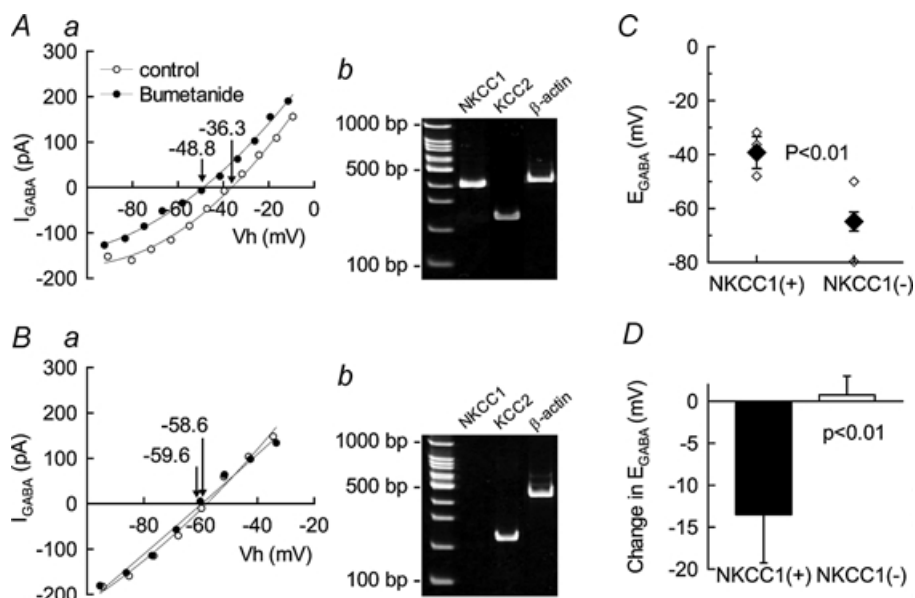 A a
300
200
100
0
-100
-200
I_GABA (pA)
control
Bumetanide
-36.3
-48.8
-80 -60 -40 -20 0
Vh (mV)
b
NKCC1 KCC2 β-actin
1000 bp
500 bp
100 bp
C
0
-20
-40
-60
-80
E_GABA (mV)
P<0.01
NKCC1(+) NKCC1(-)
B a
300
200
100
0
-100
-200
I_GABA (pA)
-58.6
-59.6
-80 -60 -40 -20
Vh (mV)
b
NKCC1 KCC2 β-actin
1000 bp
500 bp
100 bp
D
0
-5
-10
-15
-20
Change in E_GABA (mV)
p<0.01
NKCC1(+) NKCC1(-)